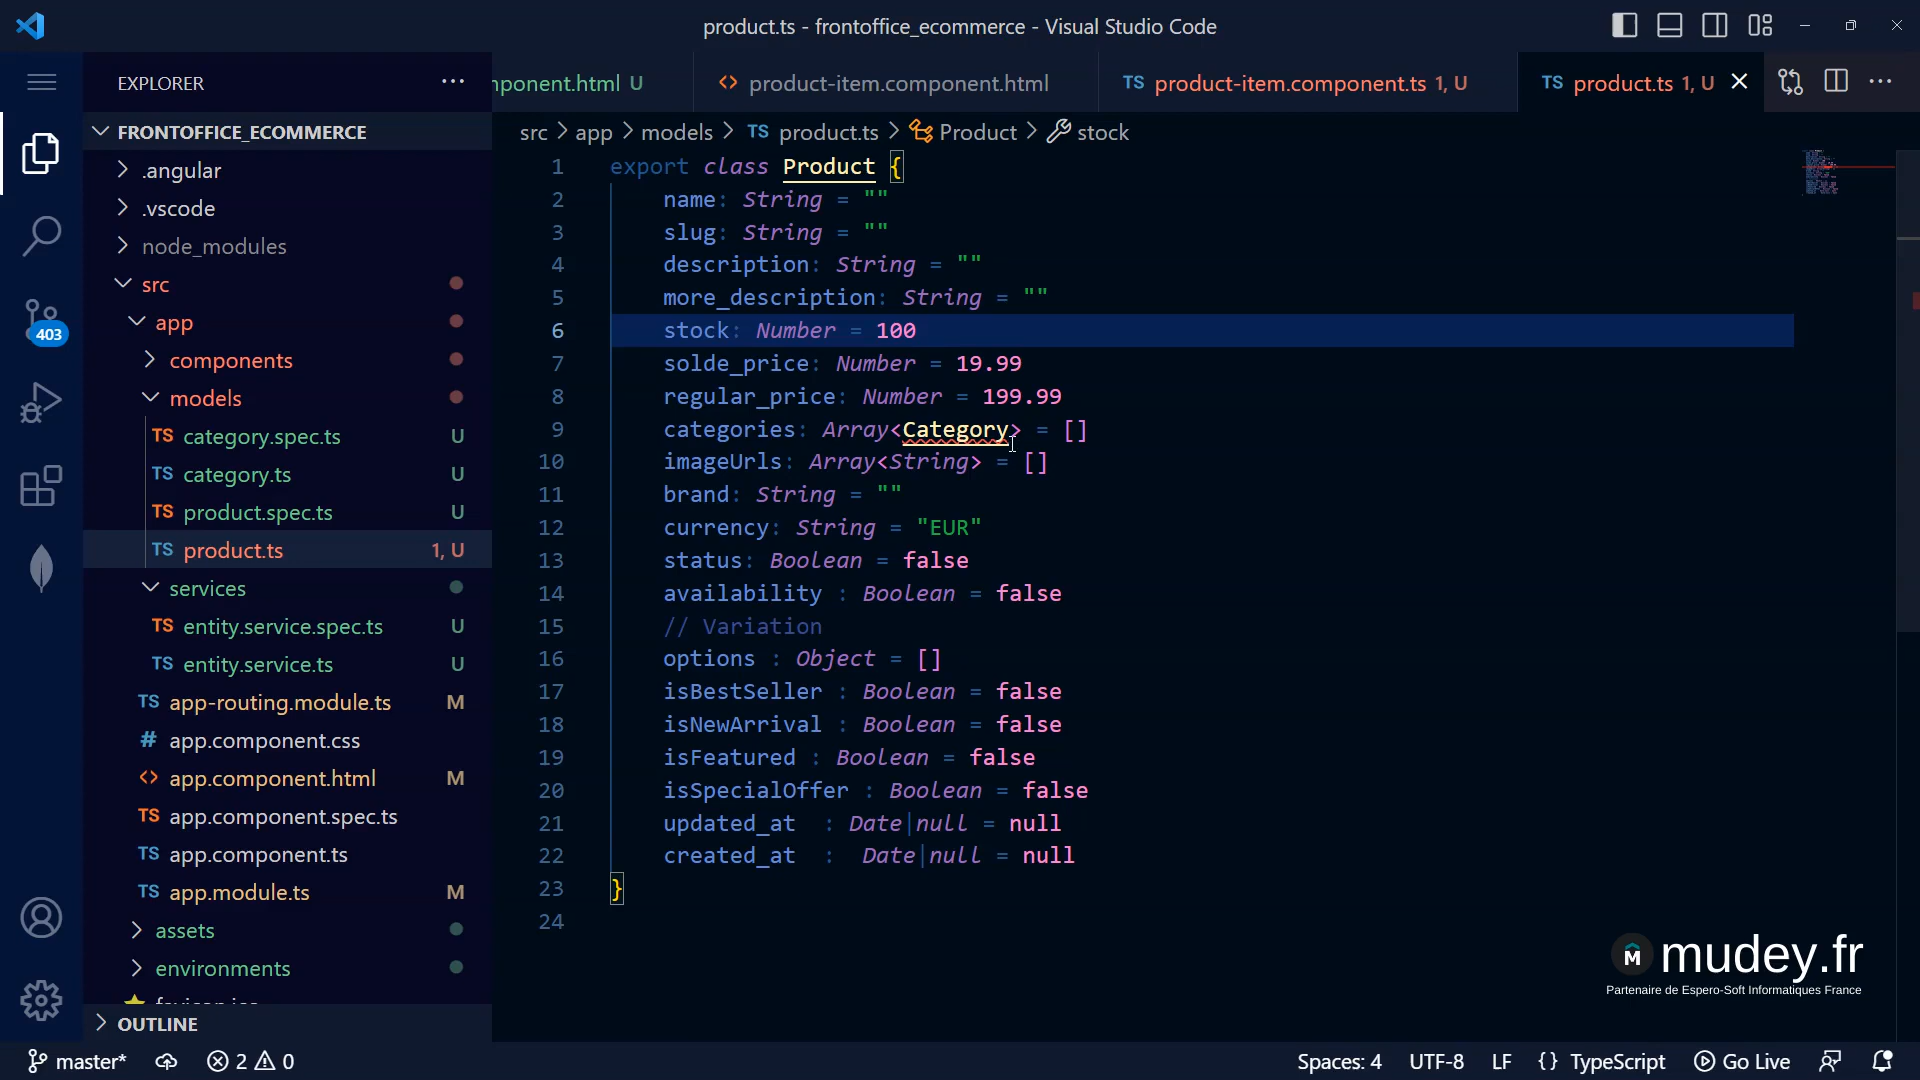 product.ts - frontoffice_ecommerce - Visual Studio Code
EXPLORER
nponent.html U
product-item.component.html
TS product-item.component.ts 1, U
TS product.ts 1, U
FRONTOFFICE_ECOMMERCE
src > app > models > TS product.ts > Product > stock
.angular
.vscode
node_modules
src
app
components
models
TS category.spec.ts U
TS category.ts U
TS product.spec.ts U
TS product.ts 1, U
services
TS entity.service.spec.ts U
TS entity.service.ts U
TS app-routing.module.ts M
# app.component.css
<> app.component.html M
TS app.component.spec.ts
TS app.component.ts
TS app.module.ts M
assets
environments
OUTLINE
403
1 export class Product {
2 name: String = ""
3 slug: String = ""
4 description: String = ""
5 more_description: String = ""
6 stock: Number = 100
7 solde_price: Number = 19.99
8 regular_price: Number = 199.99
9 categories: Array<Category> = []
10 imageUrls: Array<String> = []
11 brand: String = ""
12 currency: String = "EUR"
13 status: Boolean = false
14 availability : Boolean = false
15 // Variation
16 options : Object = []
17 isBestSeller : Boolean = false
18 isNewArrival : Boolean = false
19 isFeatured : Boolean = false
20 isSpecialOffer : Boolean = false
21 updated_at  : Date|null = null
22 created_at  :  Date|null = null
23 }
24
M mudey.fr
Partenaire de Espero-Soft Informatiques France
master* 2 0
Spaces: 4 UTF-8 LF {} TypeScript Go Live